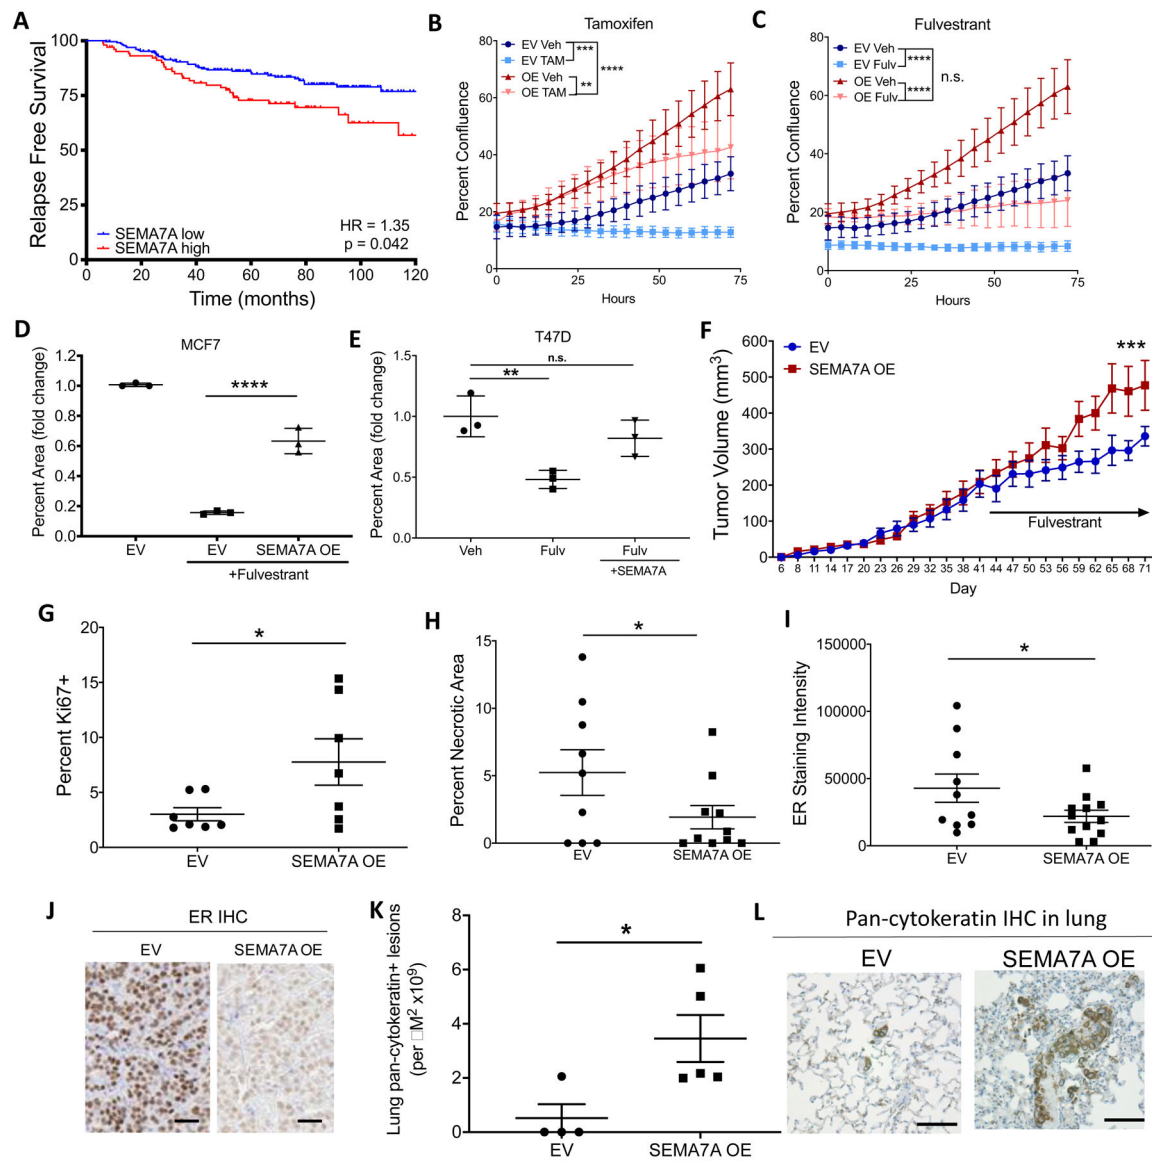 A
Relapse Free Survival
100
75
50
25
0
SEMA7A low
SEMA7A high
HR = 1.35
p = 0.042
0 20 40 60 80 100 120
Time (months)
B
Tamoxifen
Percent Confluence
80
60
40
20
0
EV Veh
EV TAM
OE Veh
OE TAM
***
**
****
0 25 50 75
Hours
C
Fulvestrant
Percent Confluence
80
60
40
20
0
EV Veh
EV Fulv
OE Veh
OE Fulv
****
****
n.s.
0 25 50 75
Hours
D
MCF7
Percent Area (fold change)
1.2
1.0
0.8
0.6
0.4
0.2
0.0
****
EV EV SEMA7A OE
+Fulvestrant
E
T47D
Percent Area (fold change)
1.5
1.0
0.5
0.0
n.s.
**
Veh Fulv Fulv
+SEMA7A
F
Tumor Volume (mm³)
600
500
400
300
200
100
0
EV
SEMA7A OE
***
Fulvestrant
6 8 11 14 17 20 23 26 29 32 35 38 41 44 47 50 53 56 59 62 65 68 71
Day
G
Percent Ki67+
20
15
10
5
0
*
EV SEMA7A OE
H
Percent Necrotic Area
15
10
5
0
*
EV SEMA7A OE
I
ER Staining Intensity
150000
100000
50000
0
*
EV SEMA7A OE
J
ER IHC
EV SEMA7A OE
K
Lung pan-cytokeratin+ lesions
(per □M² x10⁹)
8
6
4
2
0
*
EV SEMA7A OE
L
Pan-cytokeratin IHC in lung
EV SEMA7A OE